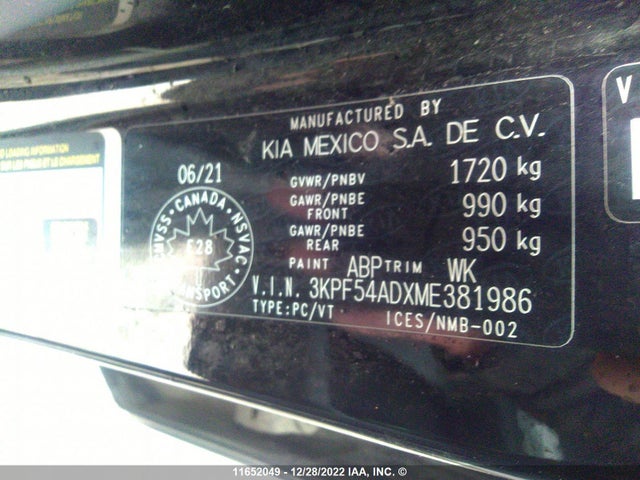 MANUFACTURED BY
KIA MEXICO S.A. DE C.V.
06/21
GVWR/PNBV 1720 kg
GAWR/PNBE FRONT 990 kg
GAWR/PNBE REAR 950 kg
PAINT ABP TRIM WK
V.I.N. 3KPF54ADXME381986
TYPE:PC/VT ICES/NMB-002
CANADA • NSVAC
TRANSPORT
LOADING INFORMATION
V
11652049 - 12/28/2022 IAA, INC. ©